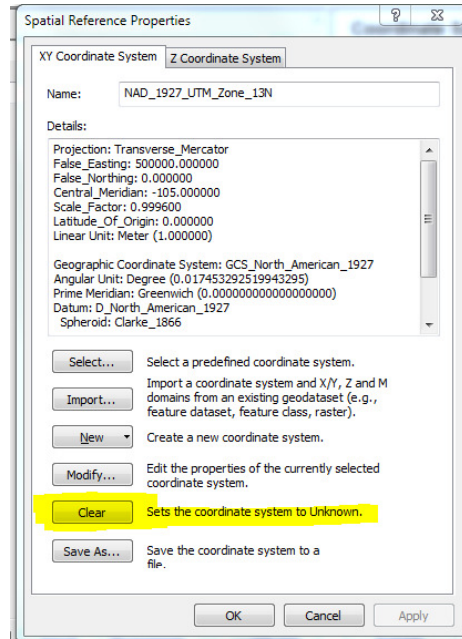 Spatial Reference Properties
XY Coordinate System Z Coordinate System
Name: NAD_1927_UTM_Zone_13N
Details:
Projection: Transverse_Mercator
False_Easting: 500000.000000
False_Northing: 0.000000
Central_Meridian: -105.000000
Scale_Factor: 0.999600
Latitude_Of_Origin: 0.000000
Linear Unit: Meter (1.000000)
Geographic Coordinate System: GCS_North_American_1927
Angular Unit: Degree (0.017453292519943295)
Prime Meridian: Greenwich (0.000000000000000000)
Datum: D_North_American_1927
Spheroid: Clarke_1866
Select... Select a predefined coordinate system.
Import... Import a coordinate system and X/Y, Z and M
domains from an existing geodataset (e.g.,
feature dataset, feature class, raster).
New Create a new coordinate system.
Modify... Edit the properties of the currently selected
coordinate system.
Clear Sets the coordinate system to Unknown.
Save As... Save the coordinate system to a
file.
OK Cancel Apply